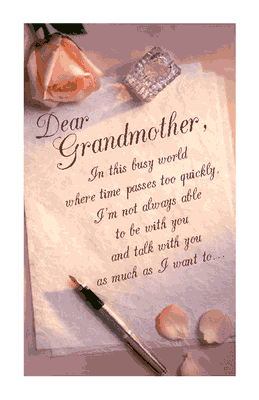 Dear
Grandmother,
In this busy world
where time passes too quickly.
I'm not always able
to be with you
and talk with you
as much as I want to...